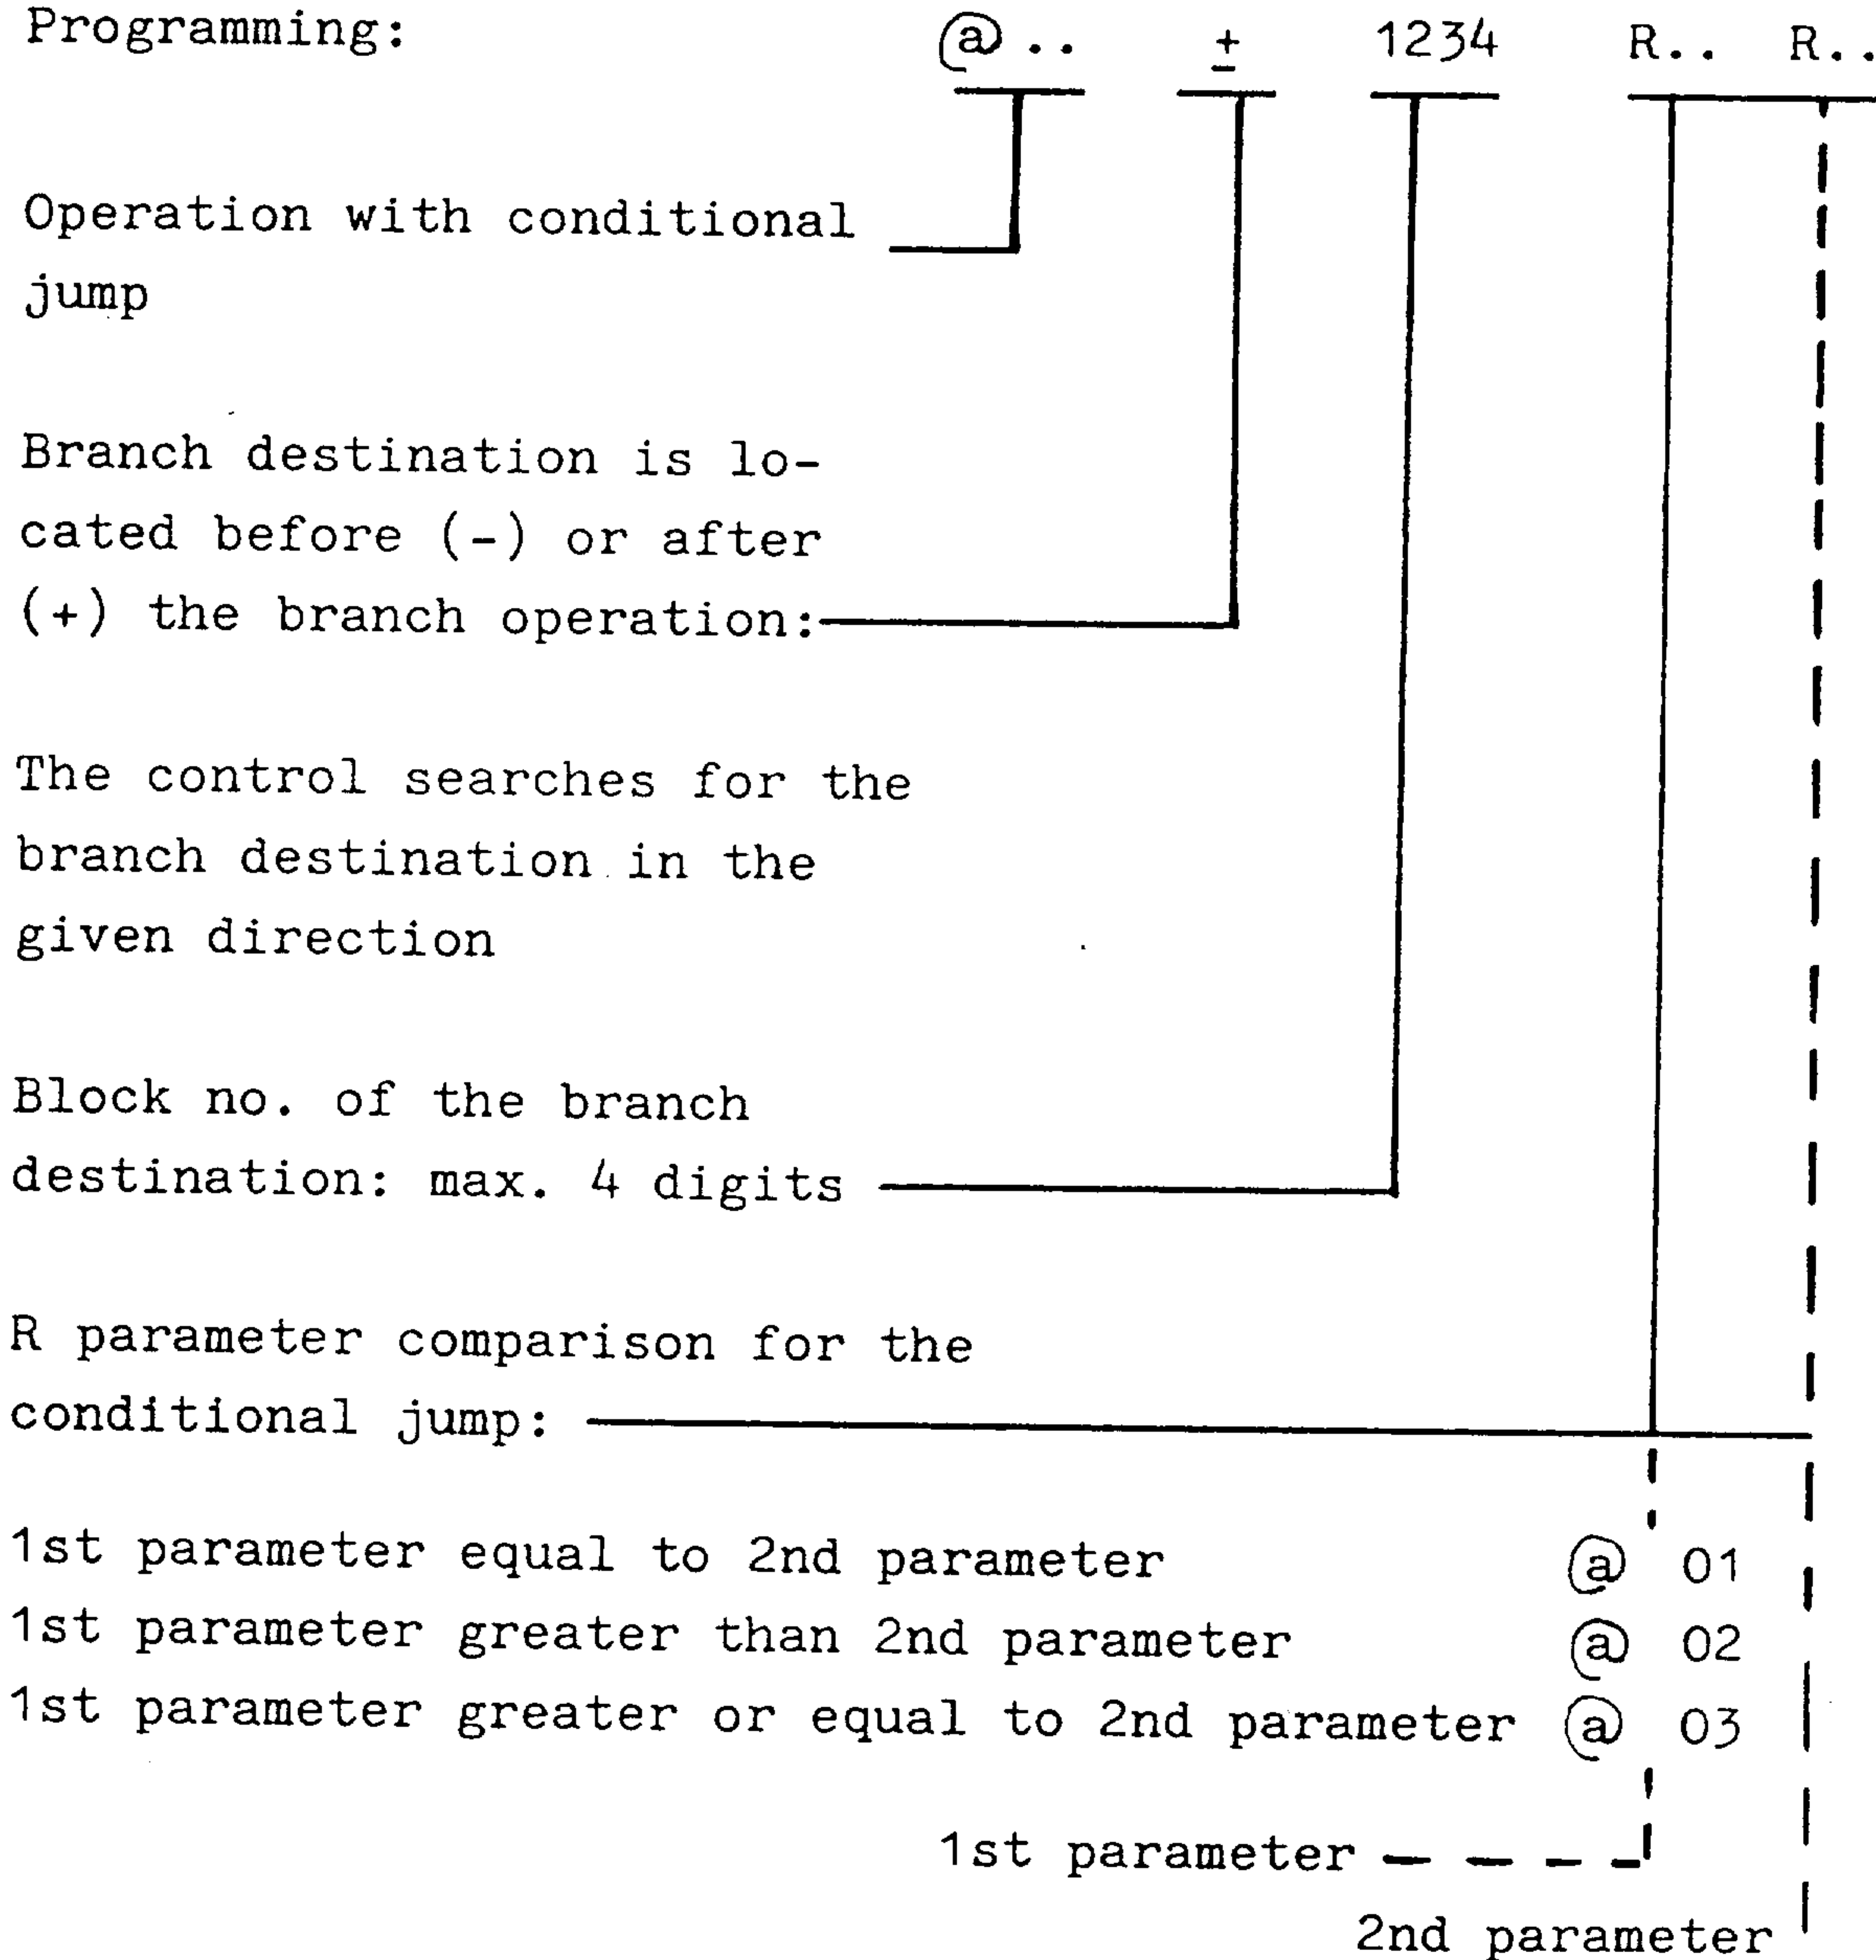 Programming: @.. ± 1234 R.. R..
Operation with conditional
jump
Branch destination is lo-
cated before (-) or after
(+) the branch operation:
The control searches for the
branch destination in the
given direction
Block no. of the branch
destination: max. 4 digits
R parameter comparison for the
conditional jump:
1st parameter equal to 2nd parameter @ 01
1st parameter greater than 2nd parameter @ 02
1st parameter greater or equal to 2nd parameter @ 03
1st parameter
2nd parameter